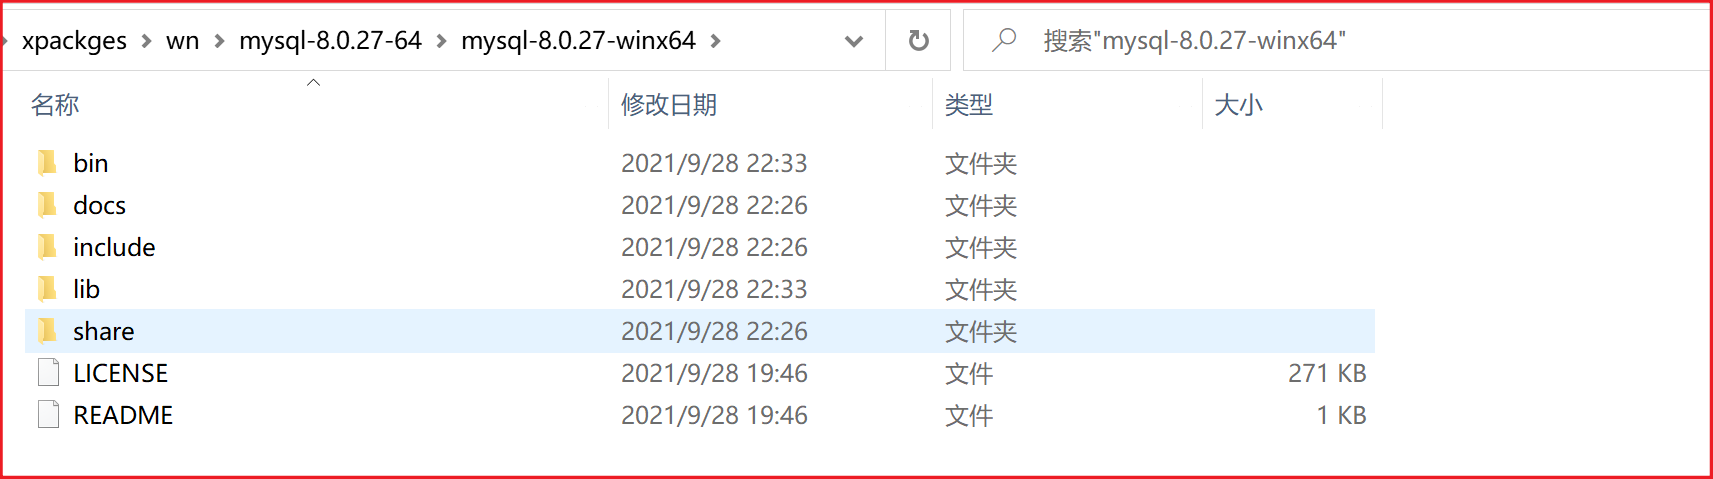 xpackges > wn > mysql-8.0.27-64 > mysql-8.0.27-winx64 > 搜索"mysql-8.0.27-winx64"
名称 修改日期 类型 大小
bin 2021/9/28 22:33 文件夹
docs 2021/9/28 22:26 文件夹
include 2021/9/28 22:26 文件夹
lib 2021/9/28 22:33 文件夹
share 2021/9/28 22:26 文件夹
LICENSE 2021/9/28 19:46 文件 271 KB
README 2021/9/28 19:46 文件 1 KB